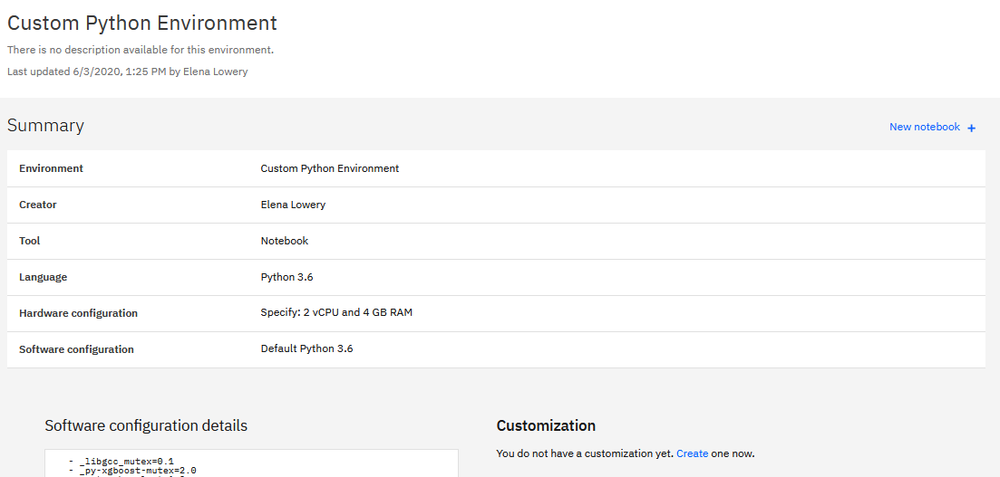 Custom Python Environment
There is no description available for this environment.
Last updated 6/3/2020, 1:25 PM by Elena Lowery
Summary
New notebook +
Environment Custom Python Environment
Creator Elena Lowery
Tool Notebook
Language Python 3.6
Hardware configuration Specify: 2 vCPU and 4 GB RAM
Software configuration Default Python 3.6
Software configuration details
- _libgcc_mutex=0.1
- _py-xgboost-mutex=2.0
Customization
You do not have a customization yet. Create one now.